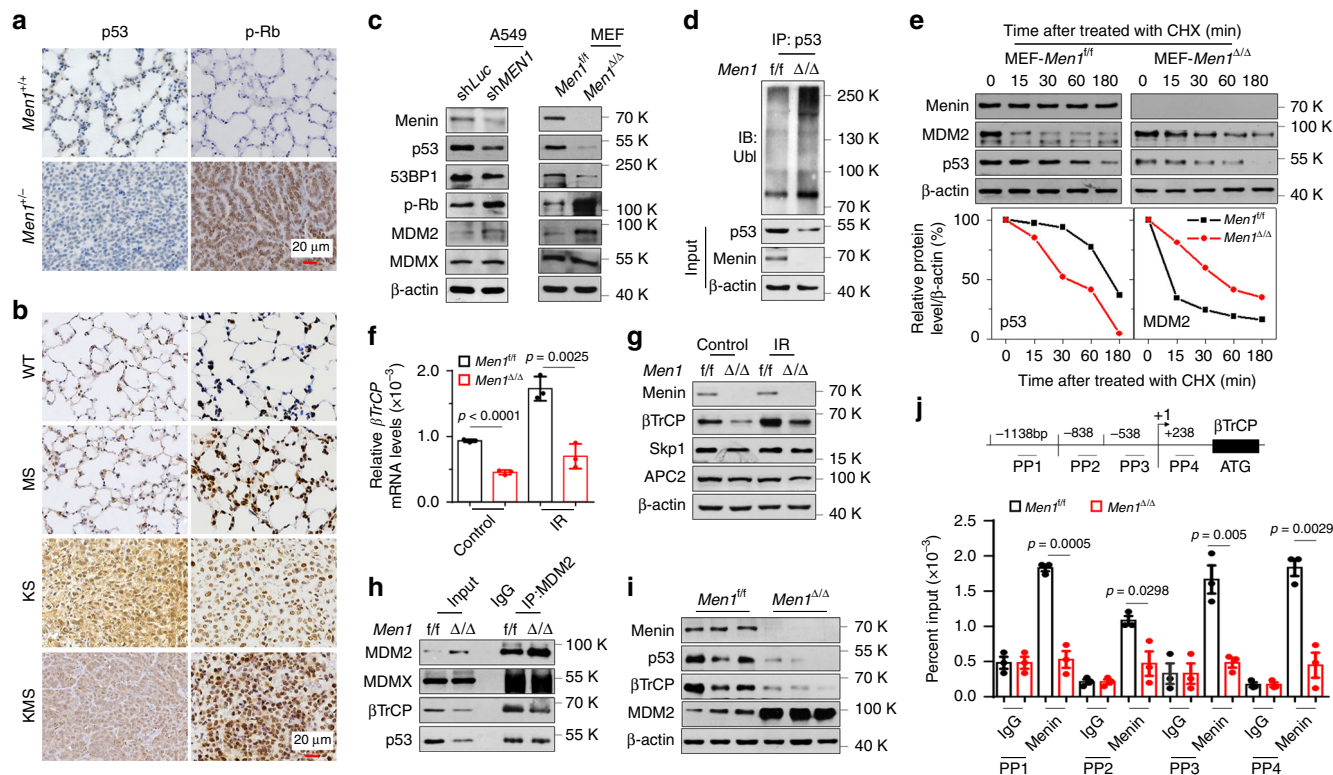 a
p53 p-Rb
Men1+/+
Men1+/−
20 μm
b
WT
MS
KS
KMS
20 μm
c
A549 MEF
shLuc shMEN1 Men1f/f Men1Δ/Δ
Menin 70 K
p53 55 K
53BP1 250 K
p-Rb 100 K
MDM2 100 K
MDMX 55 K
β-actin 40 K
d
IP: p53
Men1 f/f Δ/Δ
250 K
IB: Ubl
130 K
100 K
70 K
Input
p53 55 K
Menin 70 K
β-actin 40 K
e
Time after treated with CHX (min)
MEF-Men1f/f MEF-Men1Δ/Δ
0 15 30 60 180 0 15 30 60 180
Menin 70 K
MDM2 100 K
p53 55 K
β-actin 40 K
Relative protein level/β-actin (%)
100
50
0
p53
MDM2
Men1f/f
Men1Δ/Δ
0 15 30 60 180 0 15 30 60 180
Time after treated with CHX (min)
f
Relative βTrCP mRNA levels (×10−3)
Men1f/f
Men1Δ/Δ
p = 0.0025
p < 0.0001
2.0
1.0
0.0
Control IR
g
Control IR
Men1 f/f Δ/Δ f/f Δ/Δ
Menin 70 K
βTrCP 70 K
Skp1 15 K
APC2 100 K
β-actin 40 K
h
Input IgG IP:MDM2
Men1 f/f Δ/Δ f/f Δ/Δ
MDM2 100 K
MDMX 55 K
βTrCP 70 K
p53 55 K
i
Men1f/f Men1Δ/Δ
Menin 70 K
p53 55 K
βTrCP 70 K
MDM2 100 K
β-actin 40 K
j
−1138bp −838 −538 +1 +238 βTrCP
PP1 PP2 PP3 PP4 ATG
Men1f/f Men1Δ/Δ
Percent input (×10−3)
2.5
2.0
1.5
1.0
0.5
0.0
p = 0.0005
p = 0.0298
p = 0.005
p = 0.0029
IgG Menin IgG Menin IgG Menin IgG Menin
PP1 PP2 PP3 PP4